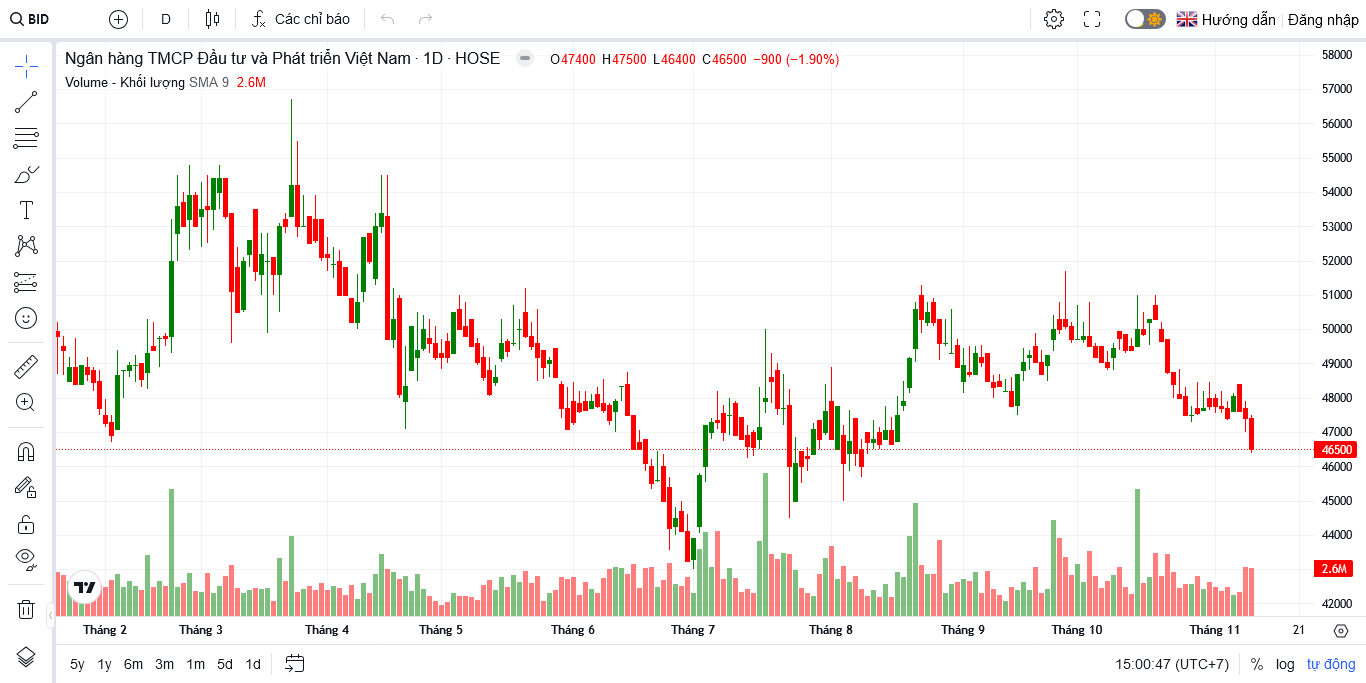 BID D Các chỉ báo Hướng dẫn Đăng nhập
Ngân hàng TMCP Đầu tư và Phát triển Việt Nam · 1D · HOSE O47400 H47500 L46400 C46500 −900 (−1.90%)
Volume - Khối lượng SMA 9 2.6M
58000
57000
56000
55000
54000
53000
52000
51000
50000
49000
48000
47000
46500
46000
45000
44000
2.6M
42000
Tháng 2 Tháng 3 Tháng 4 Tháng 5 Tháng 6 Tháng 7 Tháng 8 Tháng 9 Tháng 10 Tháng 11 21
5y 1y 6m 3m 1m 5d 1d 15:00:47 (UTC+7) % log tự động